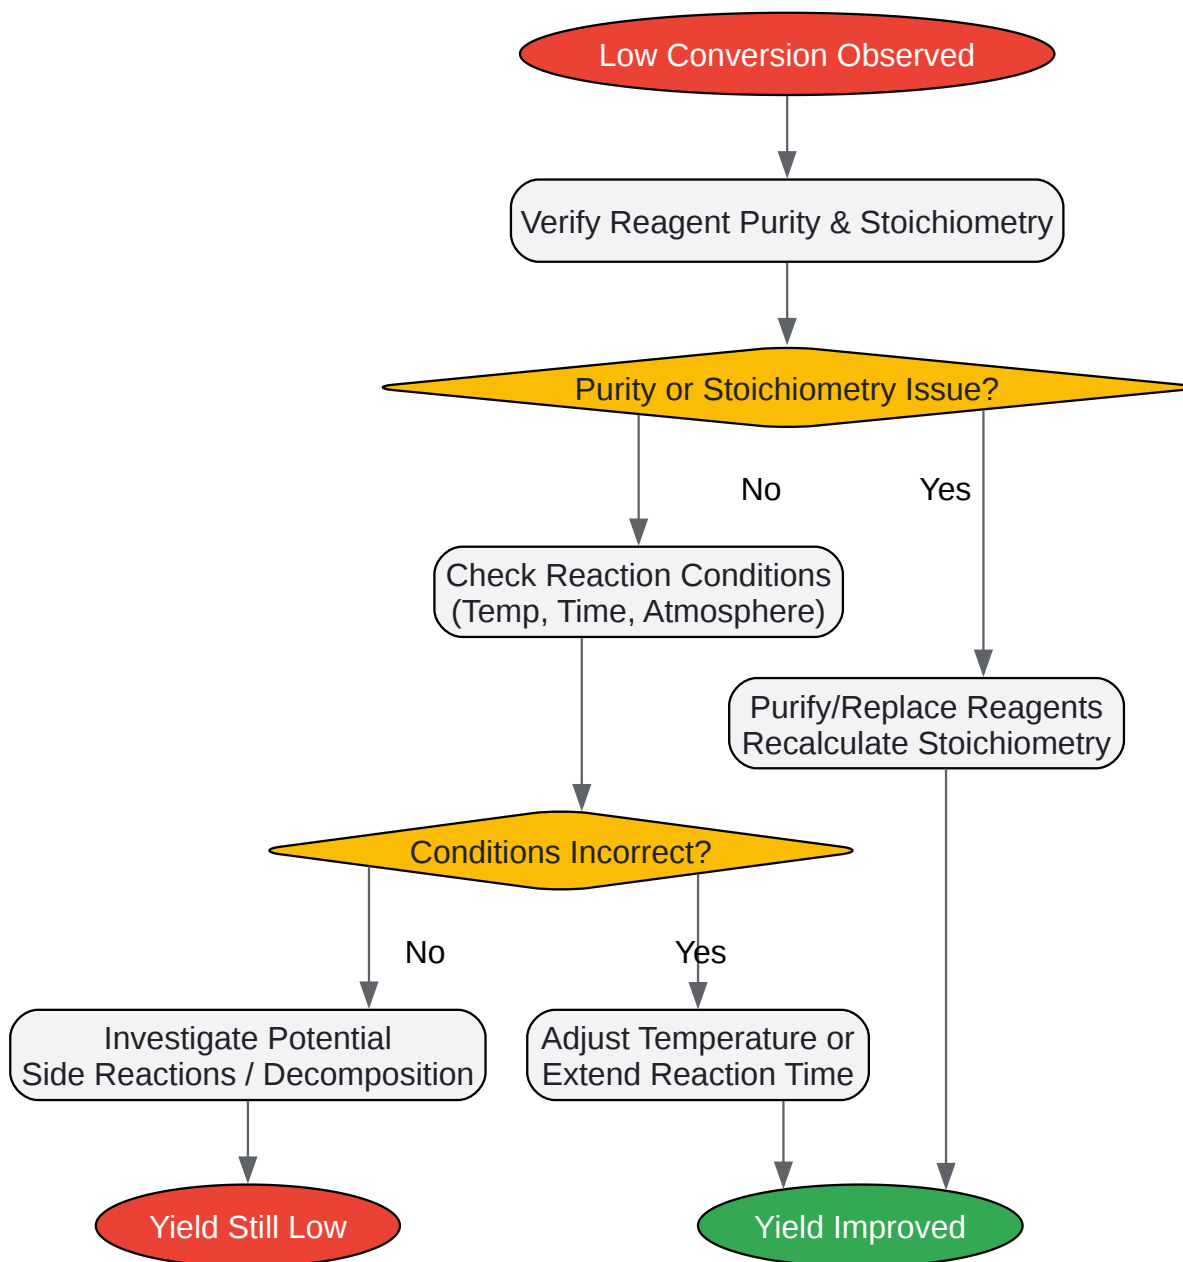 Low Conversion Observed
Verify Reagent Purity & Stoichiometry
Purity or Stoichiometry Issue?
No
Yes
Check Reaction Conditions
(Temp, Time, Atmosphere)
Purify/Replace Reagents
Recalculate Stoichiometry
Conditions Incorrect?
No
Yes
Investigate Potential
Side Reactions / Decomposition
Adjust Temperature or
Extend Reaction Time
Yield Still Low
Yield Improved